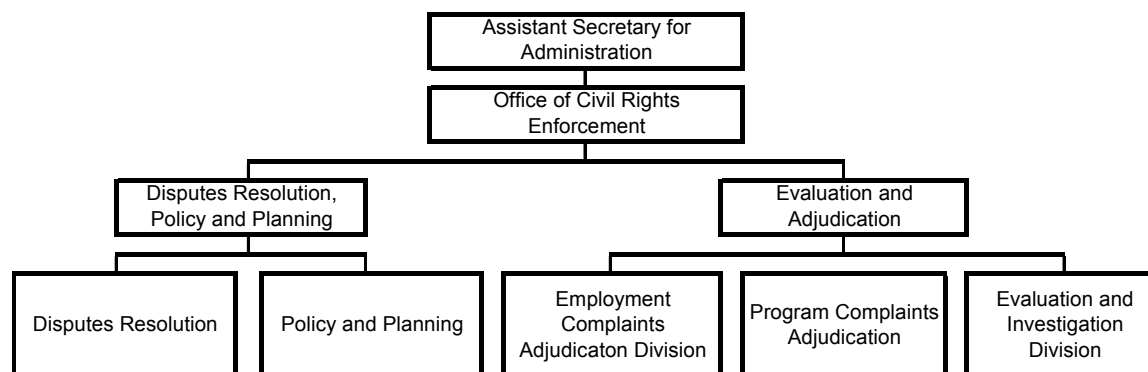 Assistant Secretary for
Administration
Office of Civil Rights
Enforcement
Disputes Resolution,
Policy and Planning
Evaluation and
Adjudication
Disputes Resolution
Policy and Planning
Employment
Complaints
Adjudicaton Division
Program Complaints
Adjudication
Evaluation and
Investigation
Division